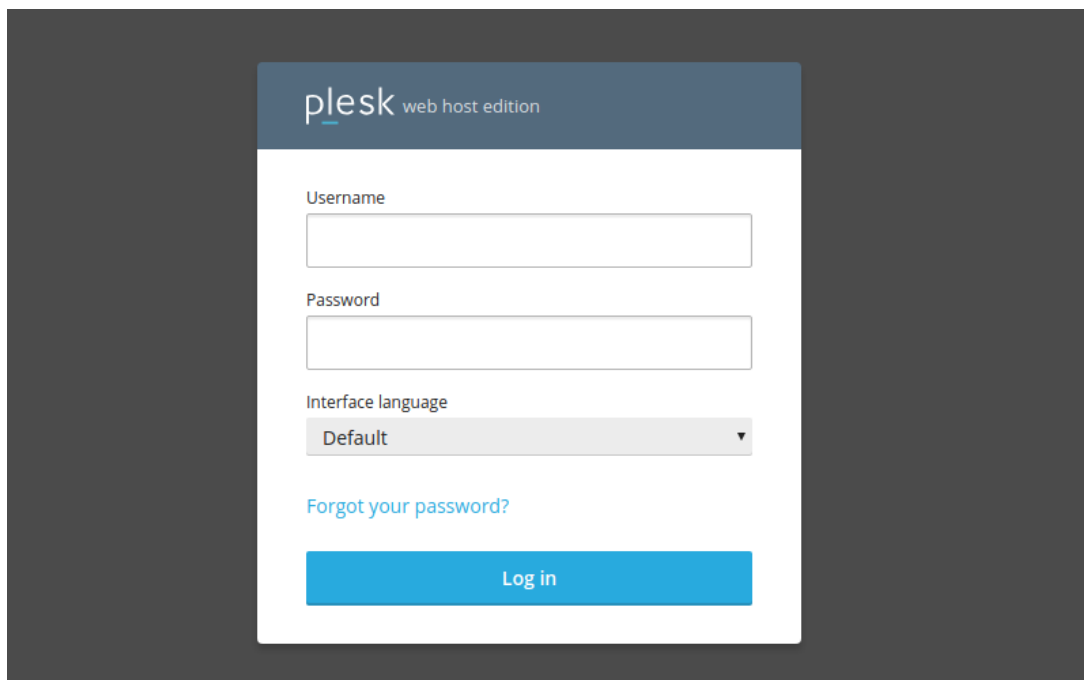 plesk web host edition
Username
Password
Interface language
Default
Forgot your password?
Log in